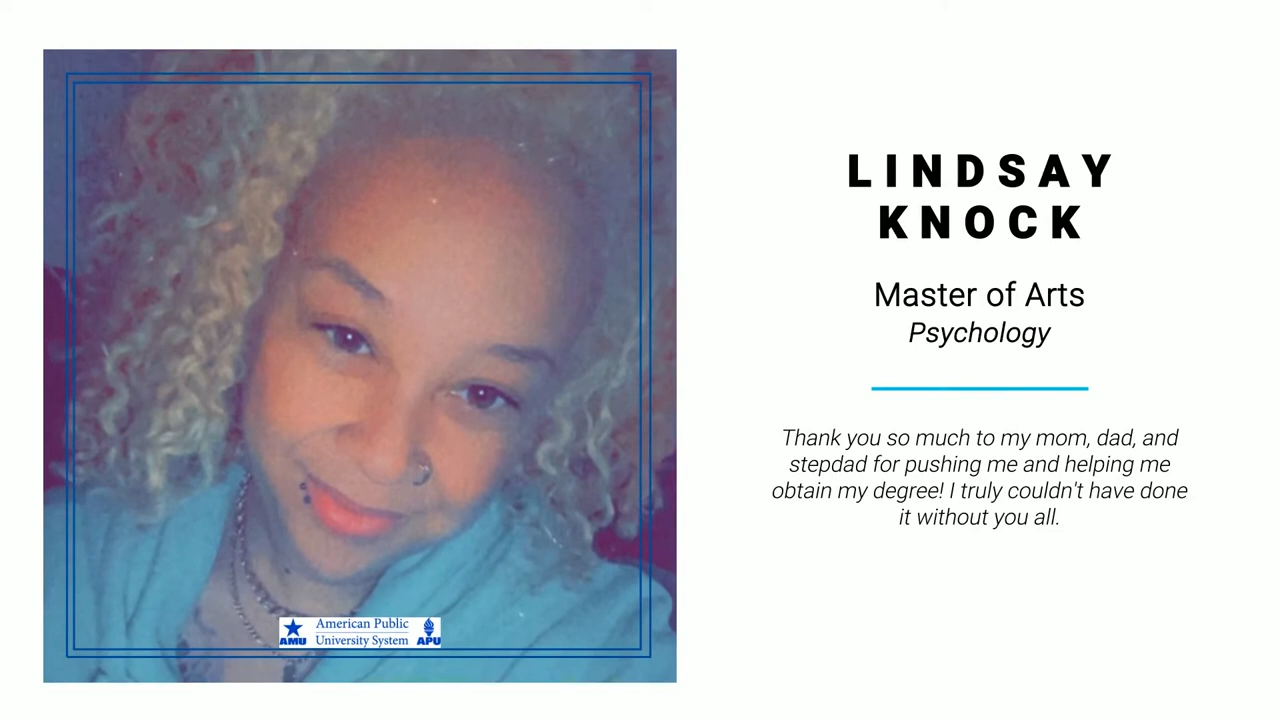 LINDSAY
KNOCK
Master of Arts
Psychology
Thank you so much to my mom, dad, and
stepdad for pushing me and helping me
obtain my degree! I truly couldn't have done
it without you all.
AMU
American Public
University System
APU